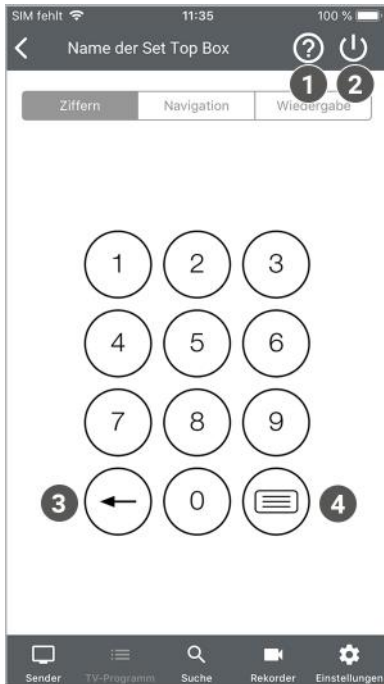 SIM fehlt 11:35 100 %
Name der Set Top Box
1 2
Ziffern Navigation Wiedergabe
1 2 3
4 5 6
7 8 9
3 0 4
Sender TV-Programm Suche Rekorder Einstellungen